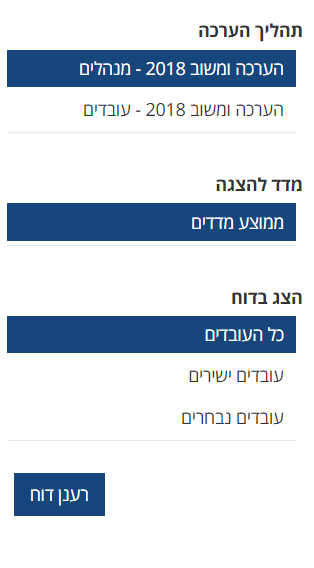 תהליך הערכה
הערכה ומשוב 2018 - מנהלים
הערכה ומשוב 2018 - עובדים
מדד להצגה
ממוצע מדדים
הצג בדוח
כל העובדים
עובדים ישירים
עובדים נבחרים
רענן דוח